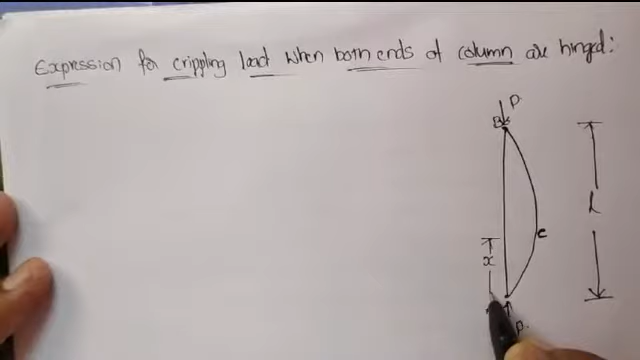 Expression for crippling load when both ends of column are hinged:
P.
B
l
c
x
P.